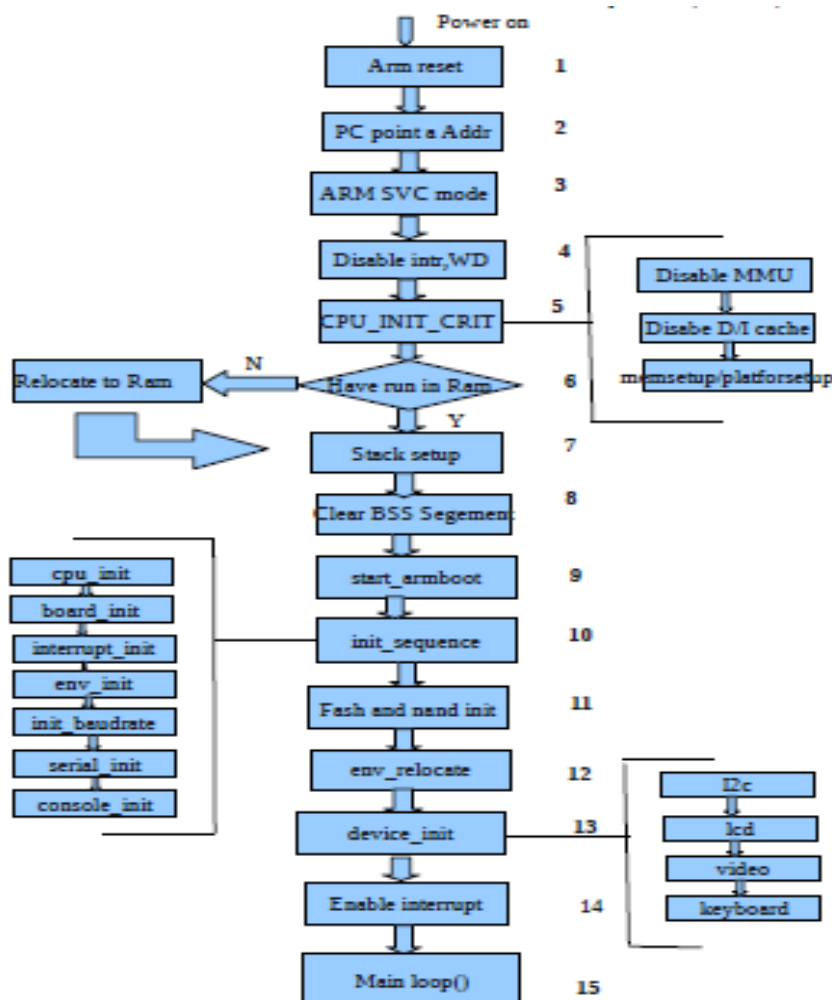 Power on
Arm reset
1
PC point a Addr
2
ARM SVC mode
3
Disable intr,WD
4
CPU_INIT_CRIT
5
Disable MMU
Disabe D/I cache
memsetup/platforsetup
Have run in Ram
6
N
Relocate to Ram
Y
Stack setup
7
Clear BSS Segement
8
start_armboot
9
init_sequence
10
cpu_init
board_init
interrupt_init
env_init
init_baudrate
serial_init
console_init
Fash and nand init
11
env_relocate
12
device_init
13
I2c
lcd
video
keyboard
Enable interrupt
14
Main loop()
15